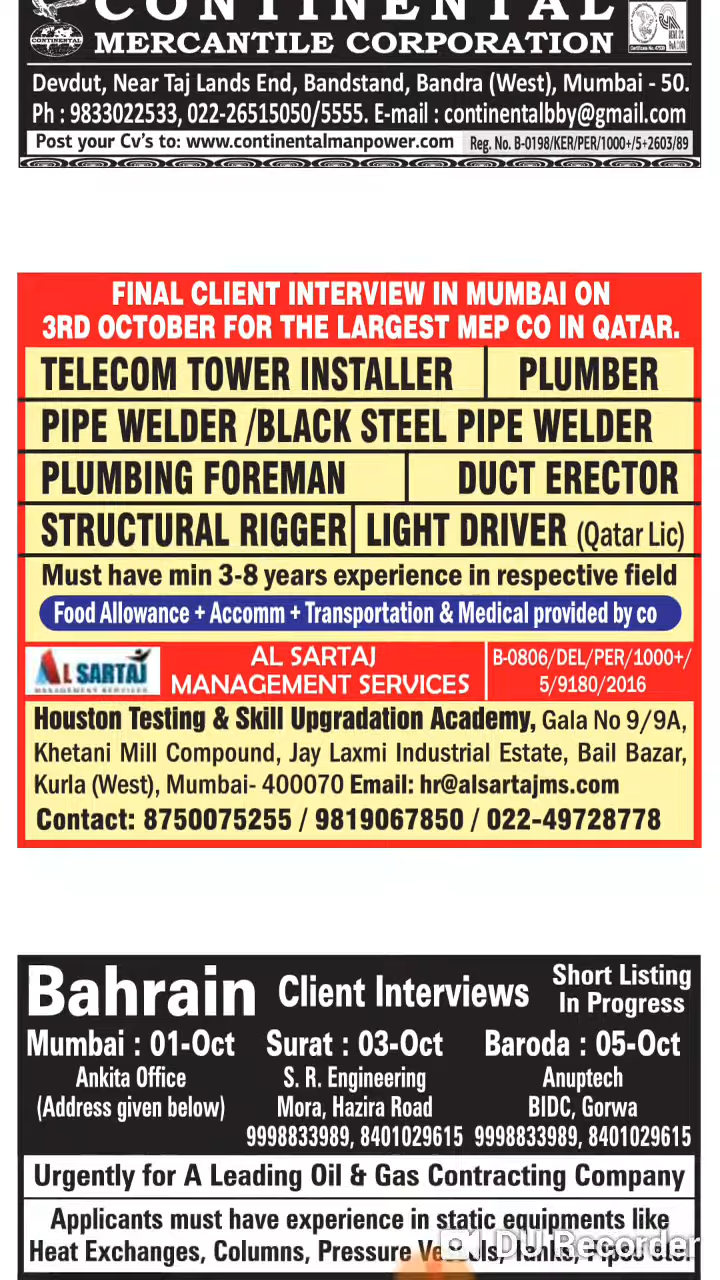 CONTINENTAL
CONTINENTAL
MERCANTILE CORPORATION
Devdut, Near Taj Lands End, Bandstand, Bandra (West), Mumbai - 50.
Ph : 9833022533, 022-26515050/5555. E-mail : continentalbby@gmail.com
Post your Cv's to: www.continentalmanpower.com Reg. No. B-0198/KER/PER/1000+/5+2603/89
FINAL CLIENT INTERVIEW IN MUMBAI ON
3RD OCTOBER FOR THE LARGEST MEP CO IN QATAR.
TELECOM TOWER INSTALLER PLUMBER
PIPE WELDER /BLACK STEEL PIPE WELDER
PLUMBING FOREMAN DUCT ERECTOR
STRUCTURAL RIGGER LIGHT DRIVER (Qatar Lic)
Must have min 3-8 years experience in respective field
Food Allowance + Accomm + Transportation & Medical provided by co
AL SARTAJ
MANAGEMENT SERVICES
AL SARTAJ
MANAGEMENT SERVICES
B-0806/DEL/PER/1000+/
5/9180/2016
Houston Testing & Skill Upgradation Academy, Gala No 9/9A,
Khetani Mill Compound, Jay Laxmi Industrial Estate, Bail Bazar,
Kurla (West), Mumbai- 400070 Email: hr@alsartajms.com
Contact: 8750075255 / 9819067850 / 022-49728778
Bahrain Client Interviews Short Listing
In Progress
Mumbai : 01-Oct Surat : 03-Oct Baroda : 05-Oct
Ankita Office S. R. Engineering Anuptech
(Address given below) Mora, Hazira Road BIDC, Gorwa
9998833989, 8401029615 9998833989, 8401029615
Urgently for A Leading Oil & Gas Contracting Company
Applicants must have experience in static equipments like
Heat Exchanges, Columns, Pressure Vessels, Tanks, Pipes etc.
DU Recorder